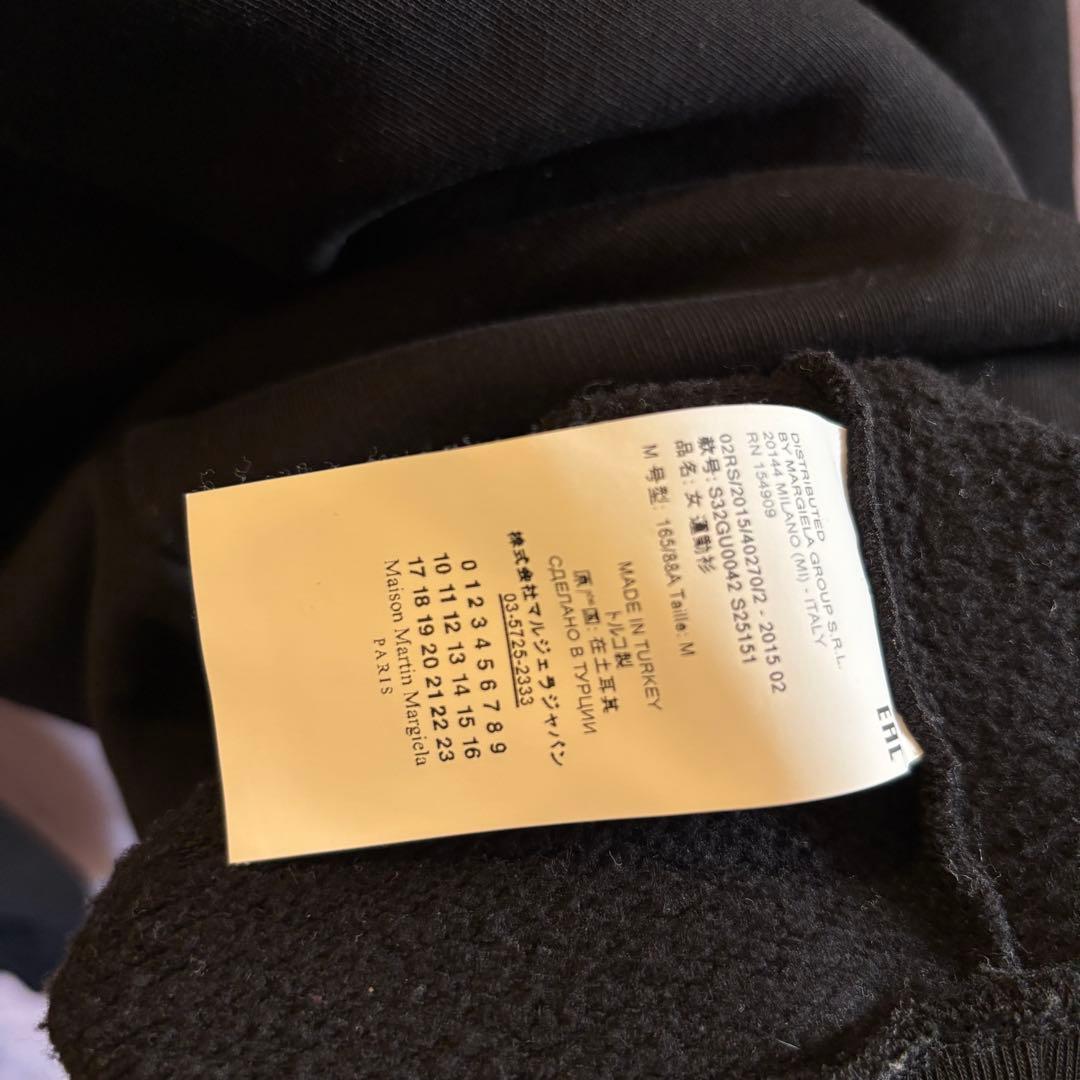 DISTRIBUTED
BY MARGIELA GROUP S.R.L.
20144 MILANO (MI) - ITALY
RN 154909
02RS/2015/40270/2 - 2015 02
款号: S32GU0042 S25151
品名: 女 運動衫
M 号型: 165/88A Taille: M
MADE IN TURKEY
トルコ製
原产国: 在土耳其
СДЕЛАНО В ТУРЦИИ
株式会社マルジェラジャパン
03-5725-2333
0 1 2 3 4 5 6 7 8 9
10 11 12 13 14 15 16
17 18 19 20 21 22 23
Maison Martin Margiela
PARIS
EAC